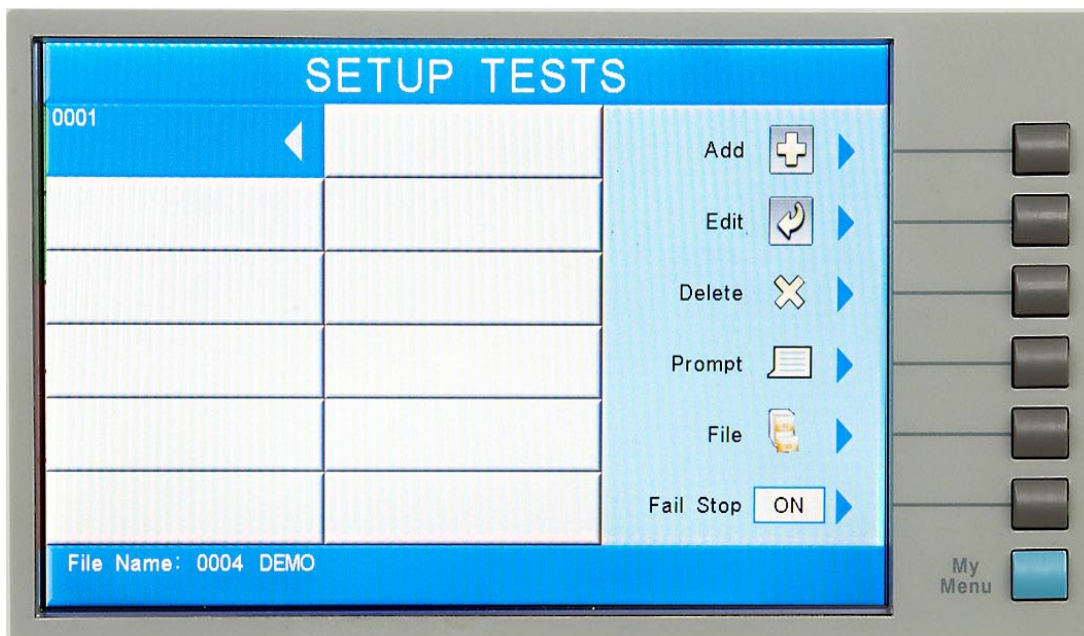 SETUP TESTS
0001
Add
Edit
Delete
Prompt
File
Fail Stop ON
File Name: 0004 DEMO
My
Menu